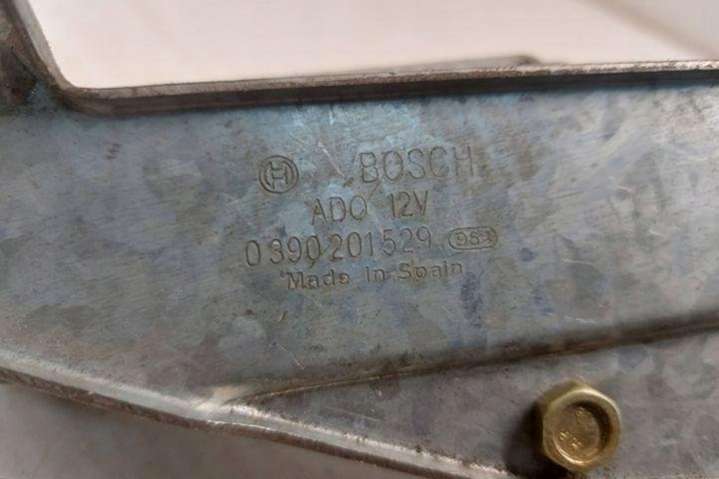 BOSCH
ADO 12V
0 390 201 529
Made in Spain